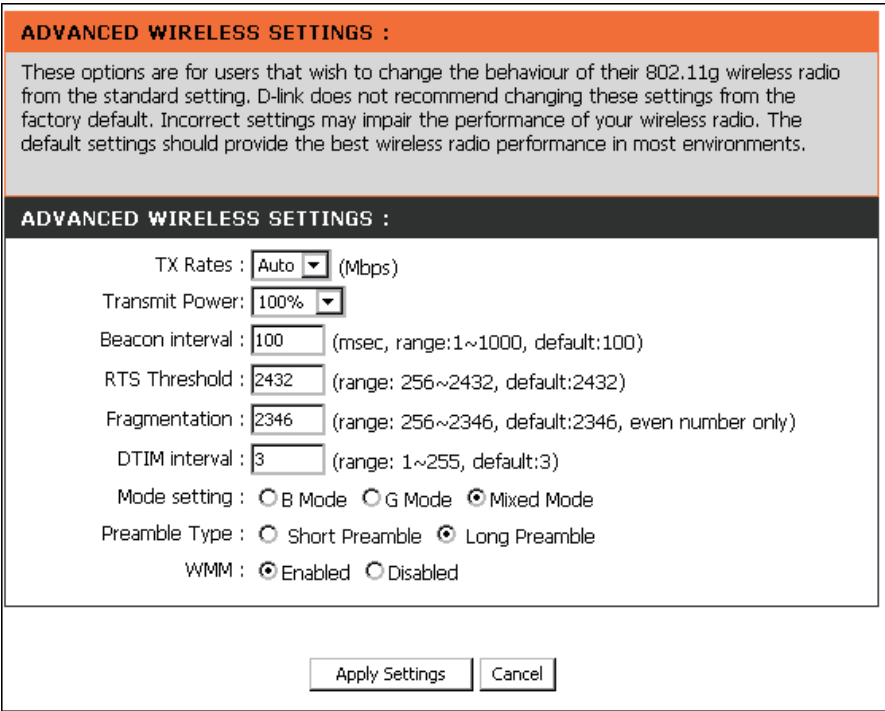 ADVANCED WIRELESS SETTINGS :
These options are for users that wish to change the behaviour of their 802.11g wireless radio
from the standard setting. D-link does not recommend changing these settings from the
factory default. Incorrect settings may impair the performance of your wireless radio. The
default settings should provide the best wireless radio performance in most environments.
ADVANCED WIRELESS SETTINGS :
TX Rates : Auto (Mbps)
Transmit Power: 100%
Beacon interval : 100 (msec, range:1~1000, default:100)
RTS Threshold : 2432 (range: 256~2432, default:2432)
Fragmentation : 2346 (range: 256~2346, default:2346, even number only)
DTIM interval : 3 (range: 1~255, default:3)
Mode setting : B Mode G Mode Mixed Mode
Preamble Type : Short Preamble Long Preamble
WMM : Enabled Disabled
Apply Settings Cancel